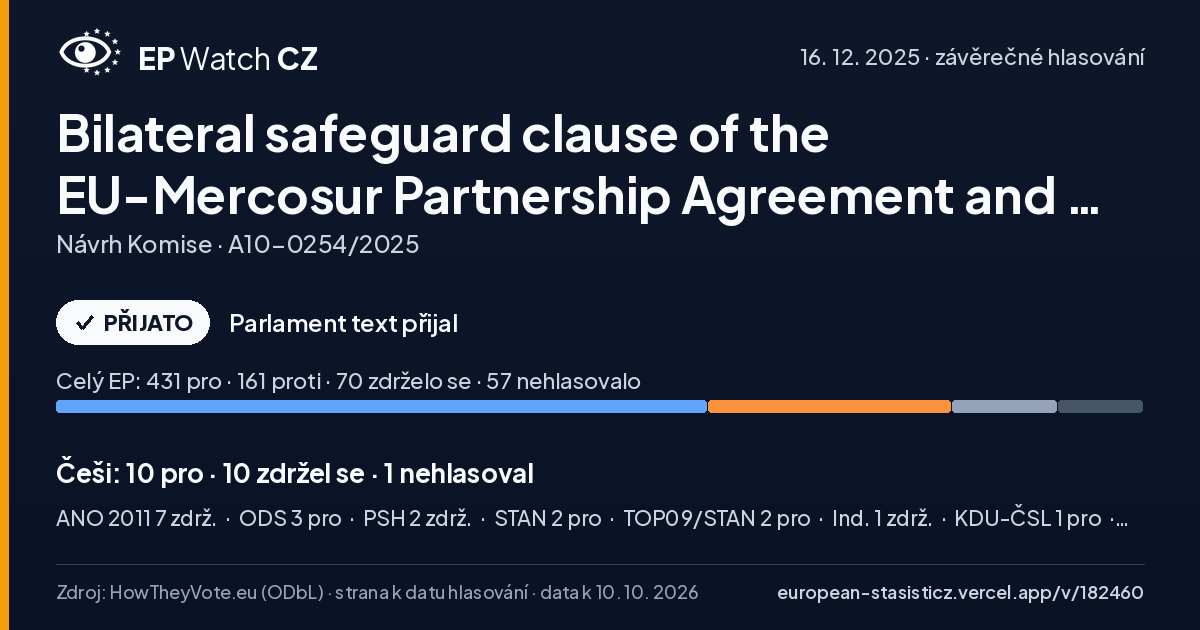 EP Watch CZ
16. 12. 2025 · závěrečné hlasování
Bilateral safeguard clause of the
EU-Mercosur Partnership Agreement and …
Návrh Komise · A10-0254/2025
✓ PŘIJATO
Parlament text přijal
Celý EP: 431 pro · 161 proti · 70 zdrželo se · 57 nehlasovalo
Češi: 10 pro · 10 zdržel se · 1 nehlasoval
ANO 2011 7 zdrž. · ODS 3 pro · PSH 2 zdrž. · STAN 2 pro · TOP09/STAN 2 pro · Ind. 1 zdrž. · KDU-ČSL 1 pro ·…
Zdroj: HowTheyVote.eu (ODbL) · strana k datu hlasování · data k 10. 10. 2026
european-stasisticz.vercel.app/v/182460